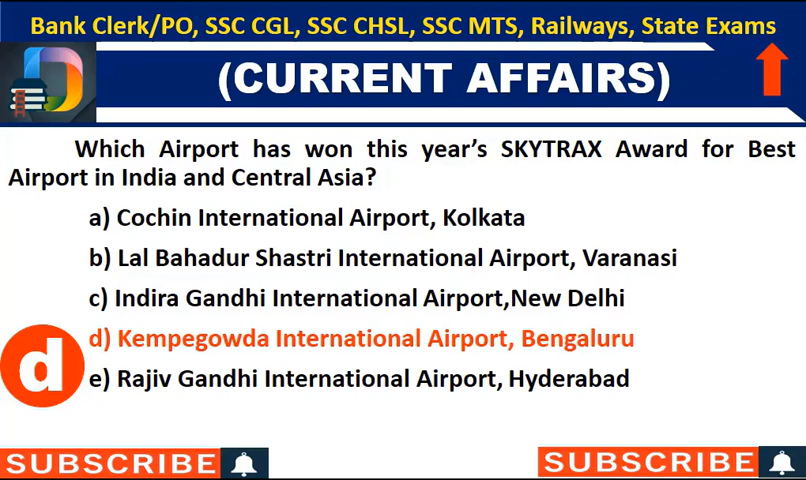 Bank Clerk/PO, SSC CGL, SSC CHSL, SSC MTS, Railways, State Exams
(CURRENT AFFAIRS)
Which Airport has won this year's SKYTRAX Award for Best
Airport in India and Central Asia?
a) Cochin International Airport, Kolkata
b) Lal Bahadur Shastri International Airport, Varanasi
c) Indira Gandhi International Airport,New Delhi
d) Kempegowda International Airport, Bengaluru
d
e) Rajiv Gandhi International Airport, Hyderabad
SUBSCRIBE
SUBSCRIBE